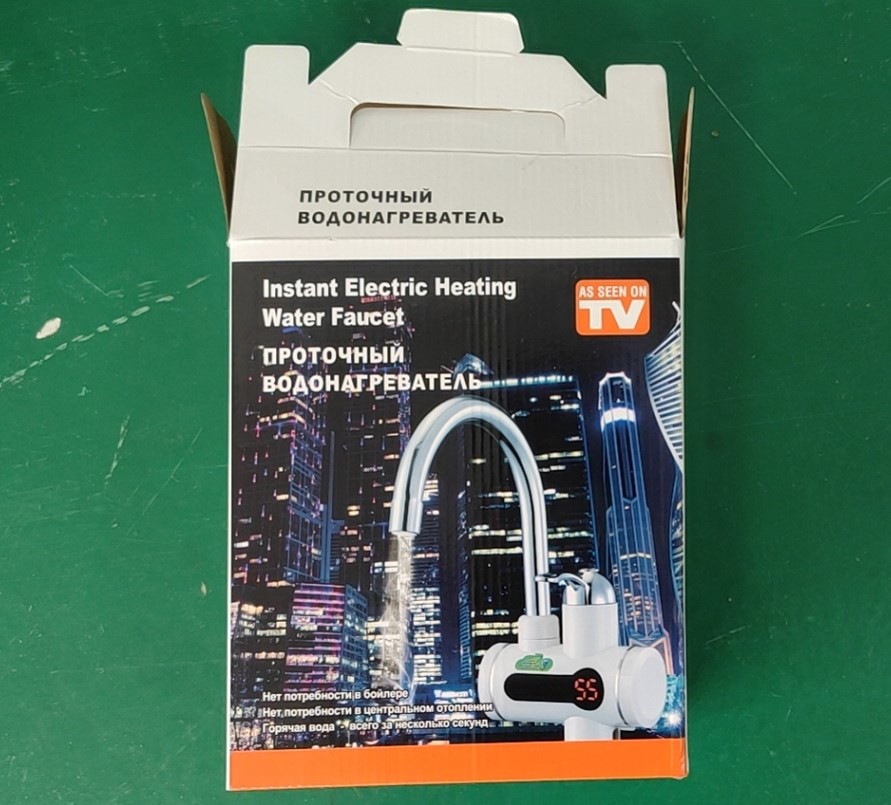 ПРОТОЧНЫЙ
ВОДОНАГРЕВАТЕЛЬ
Instant Electric Heating
Water Faucet
AS SEEN ON
TV
ПРОТОЧНЫЙ
ВОДОНАГРЕВАТЕЛЬ
55
Нет потребности в бойлере
Нет потребности в центральном отоплении
Горячая вода - всего за несколько секунд